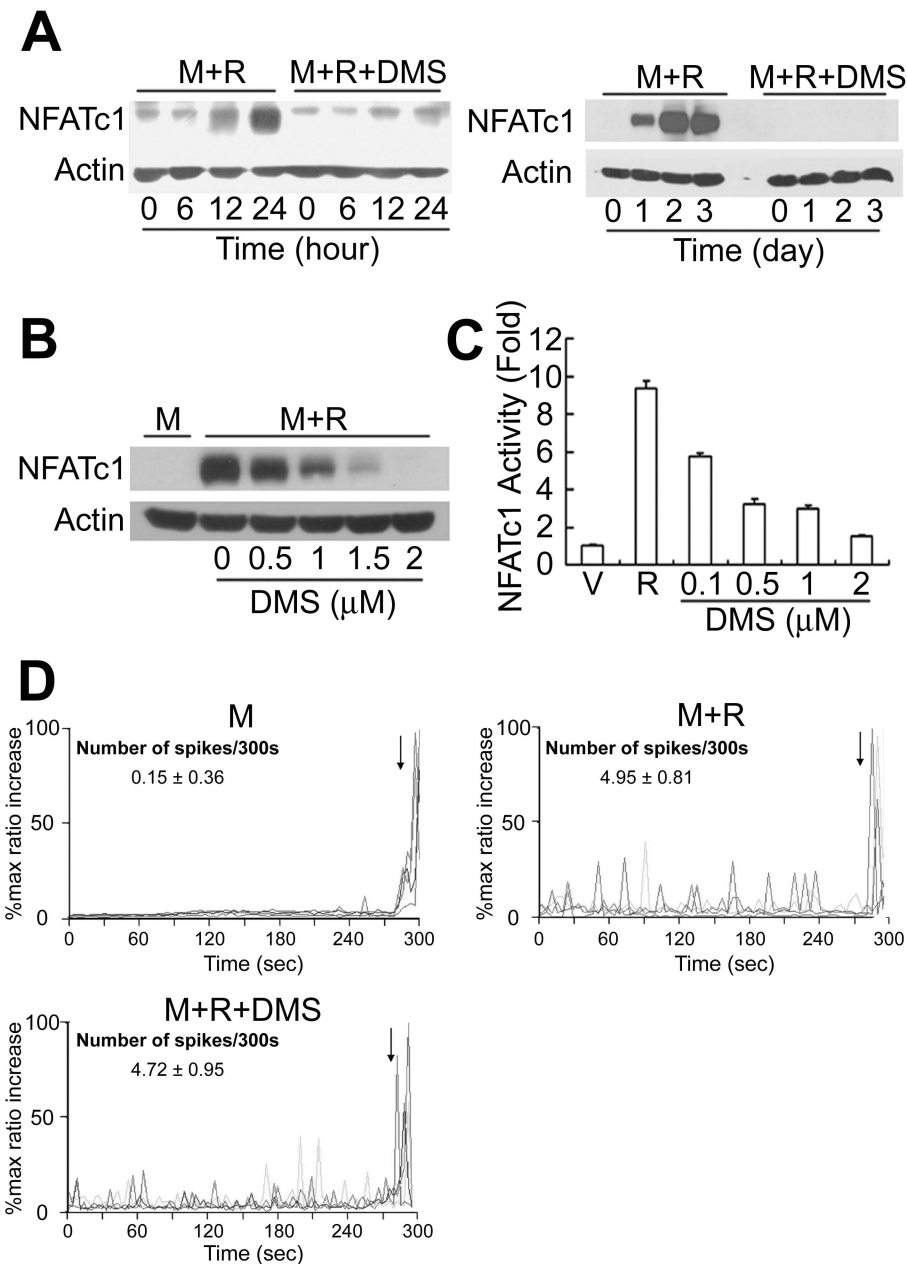 A
M+R M+R+DMS
NFATc1
Actin
0 6 12 24 0 6 12 24
Time (hour)
M+R M+R+DMS
NFATc1
Actin
0 1 2 3 0 1 2 3
Time (day)
B
M M+R
NFATc1
Actin
0 0.5 1 1.5 2
DMS (μM)
C
NFATc1 Activity (Fold)
12
10
8
6
4
2
0
V R 0.1 0.5 1 2
DMS (μM)
D
M
Number of spikes/300s
0.15 ± 0.36
%max ratio increase
100
50
0
0 60 120 180 240 300
Time (sec)
M+R
Number of spikes/300s
4.95 ± 0.81
%max ratio increase
100
50
0
0 60 120 180 240 300
Time (sec)
M+R+DMS
Number of spikes/300s
4.72 ± 0.95
%max ratio increase
100
50
0
0 60 120 180 240 300
Time (sec)